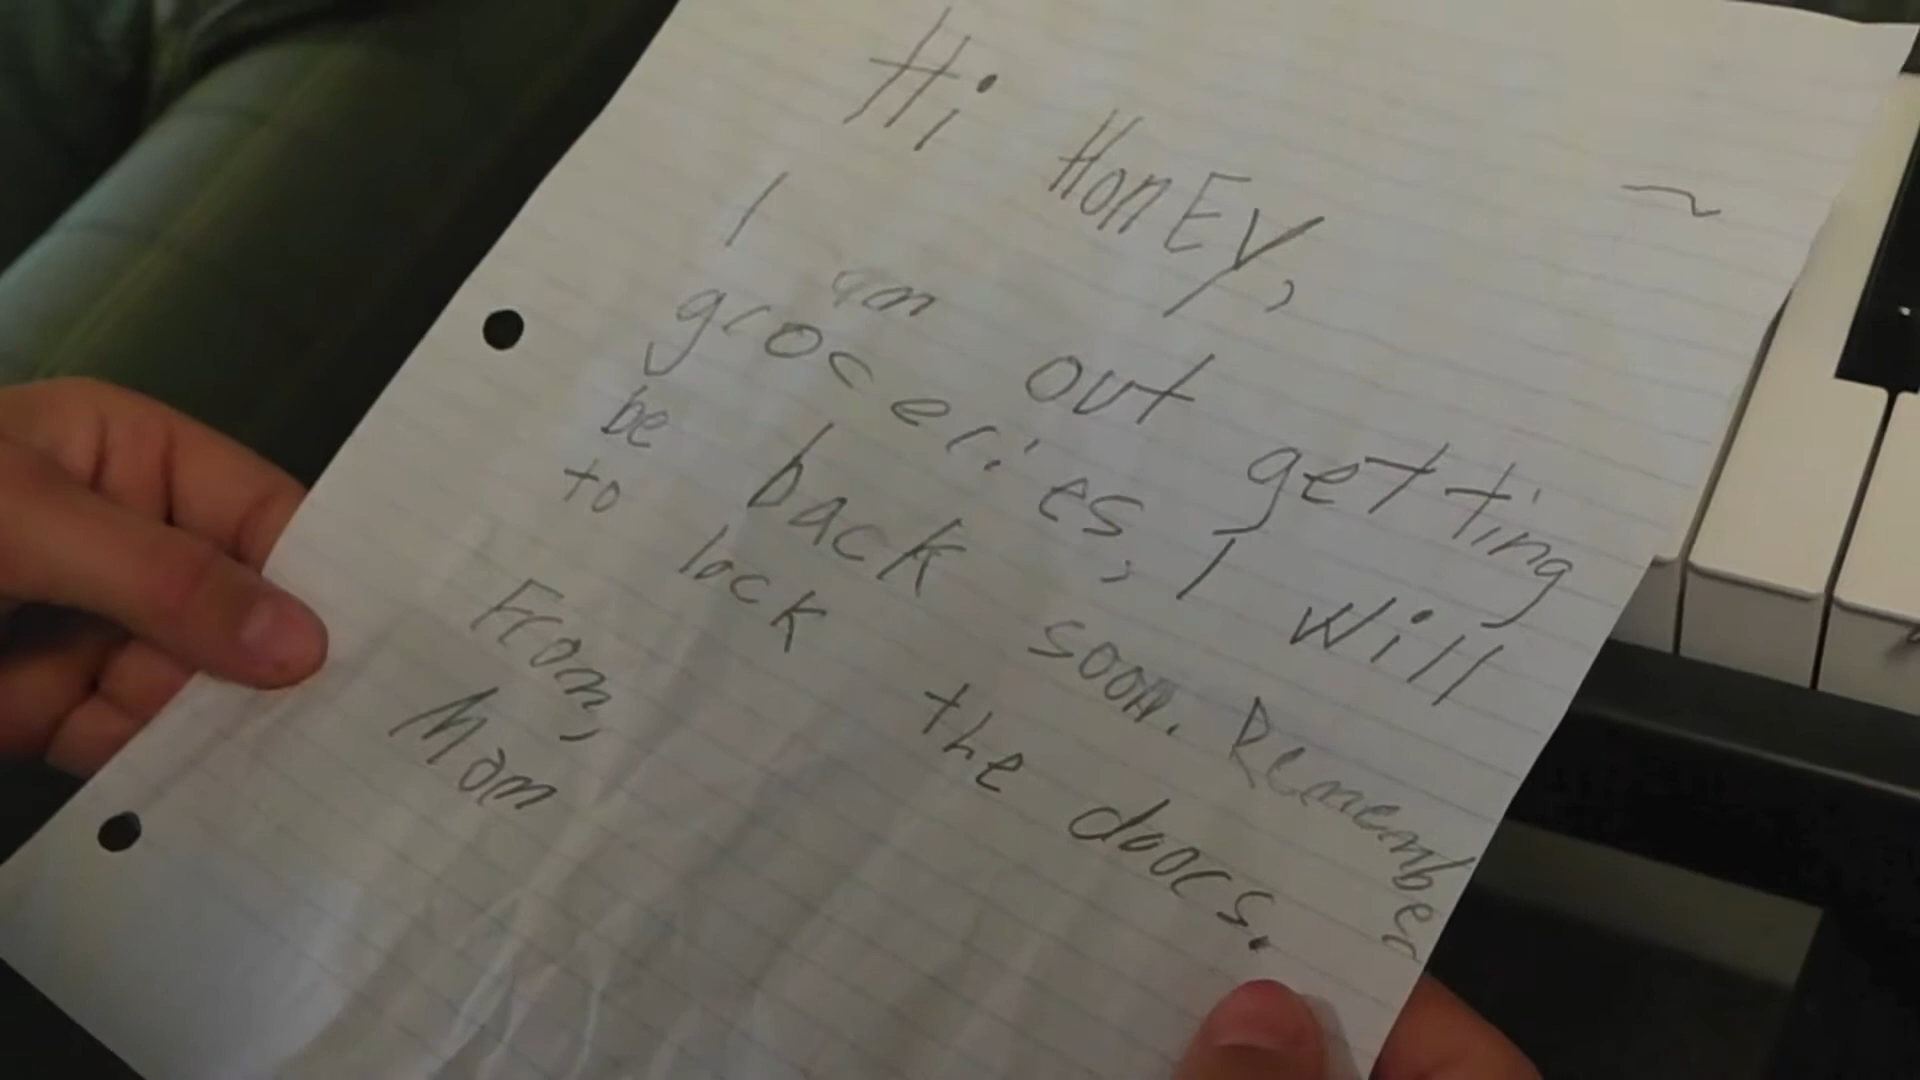 Hi HonEy,
I am out getting
groceries, I will
be back soon. Remember
to lock the doors.
From,
Mom